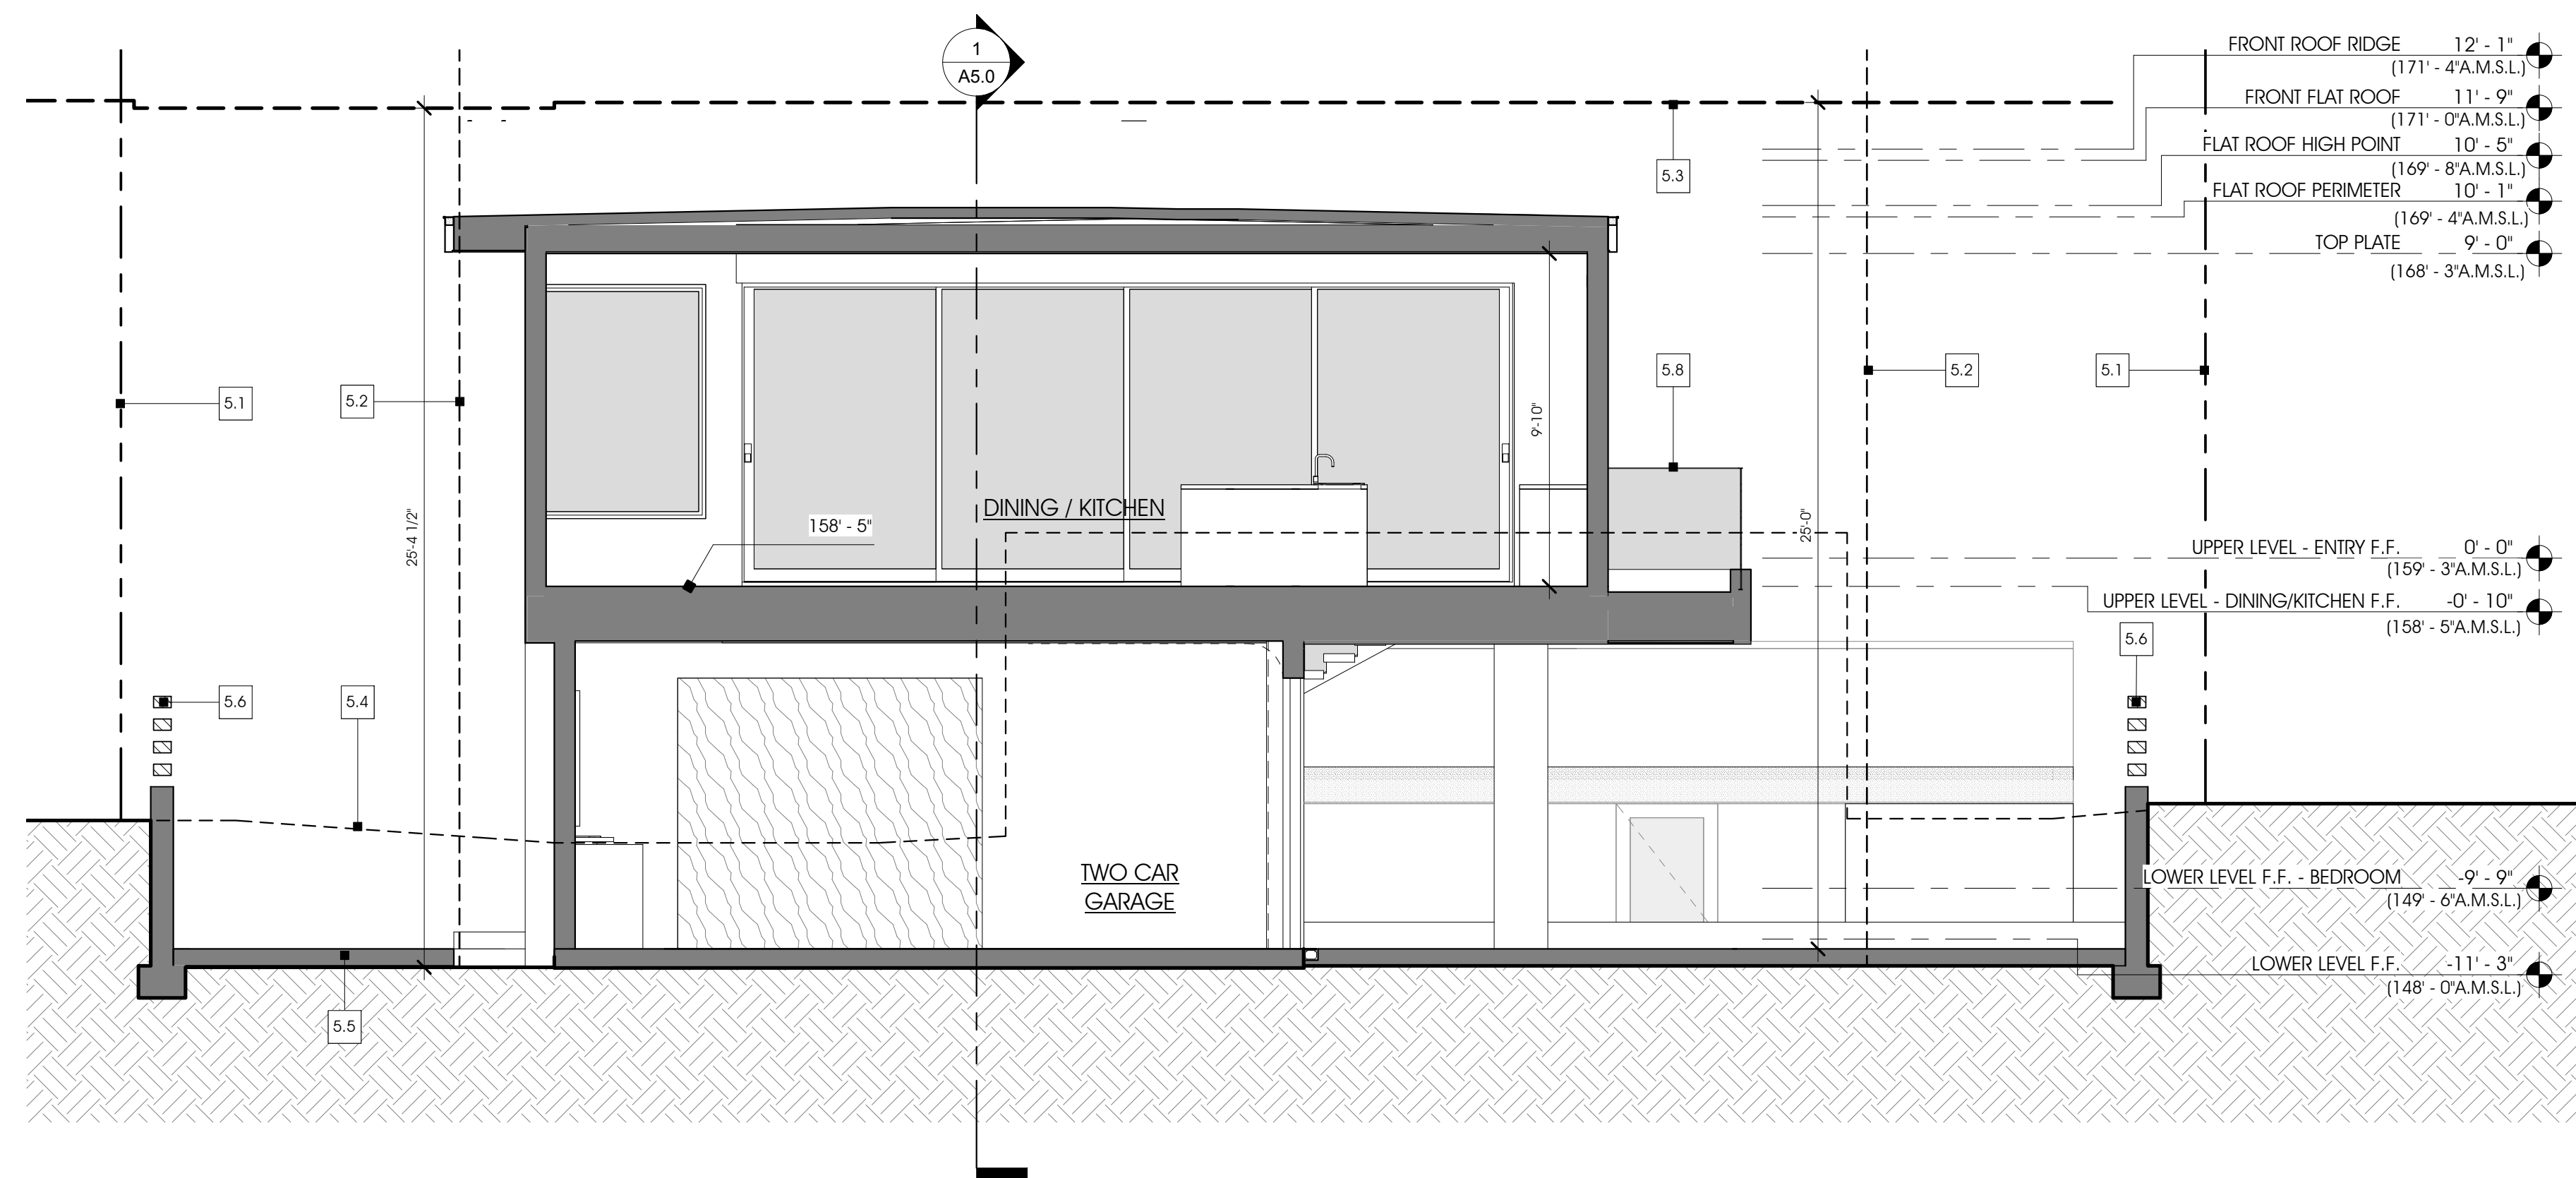 1
A5.0
FRONT ROOF RIDGE 12' - 1"
(171' - 4"A.M.S.L.)
FRONT FLAT ROOF 11' - 9"
(171' - 0"A.M.S.L.)
FLAT ROOF HIGH POINT 10' - 5"
(169' - 8"A.M.S.L.)
FLAT ROOF PERIMETER 10' - 1"
(169' - 4"A.M.S.L.)
TOP PLATE 9' - 0"
(168' - 3"A.M.S.L.)
5.3
5.8
5.1
5.2
5.2
5.1
9'-10"
25'-4 1/2"
25'-0"
DINING / KITCHEN
158' - 5"
UPPER LEVEL - ENTRY F.F. 0' - 0"
(159' - 3"A.M.S.L.)
UPPER LEVEL - DINING/KITCHEN F.F. -0' - 10"
(158' - 5"A.M.S.L.)
5.6
5.6
5.4
TWO CAR
GARAGE
LOWER LEVEL F.F. - BEDROOM -9' - 9"
(149' - 6"A.M.S.L.)
LOWER LEVEL F.F. -11' - 3"
(148' - 0"A.M.S.L.)
5.5